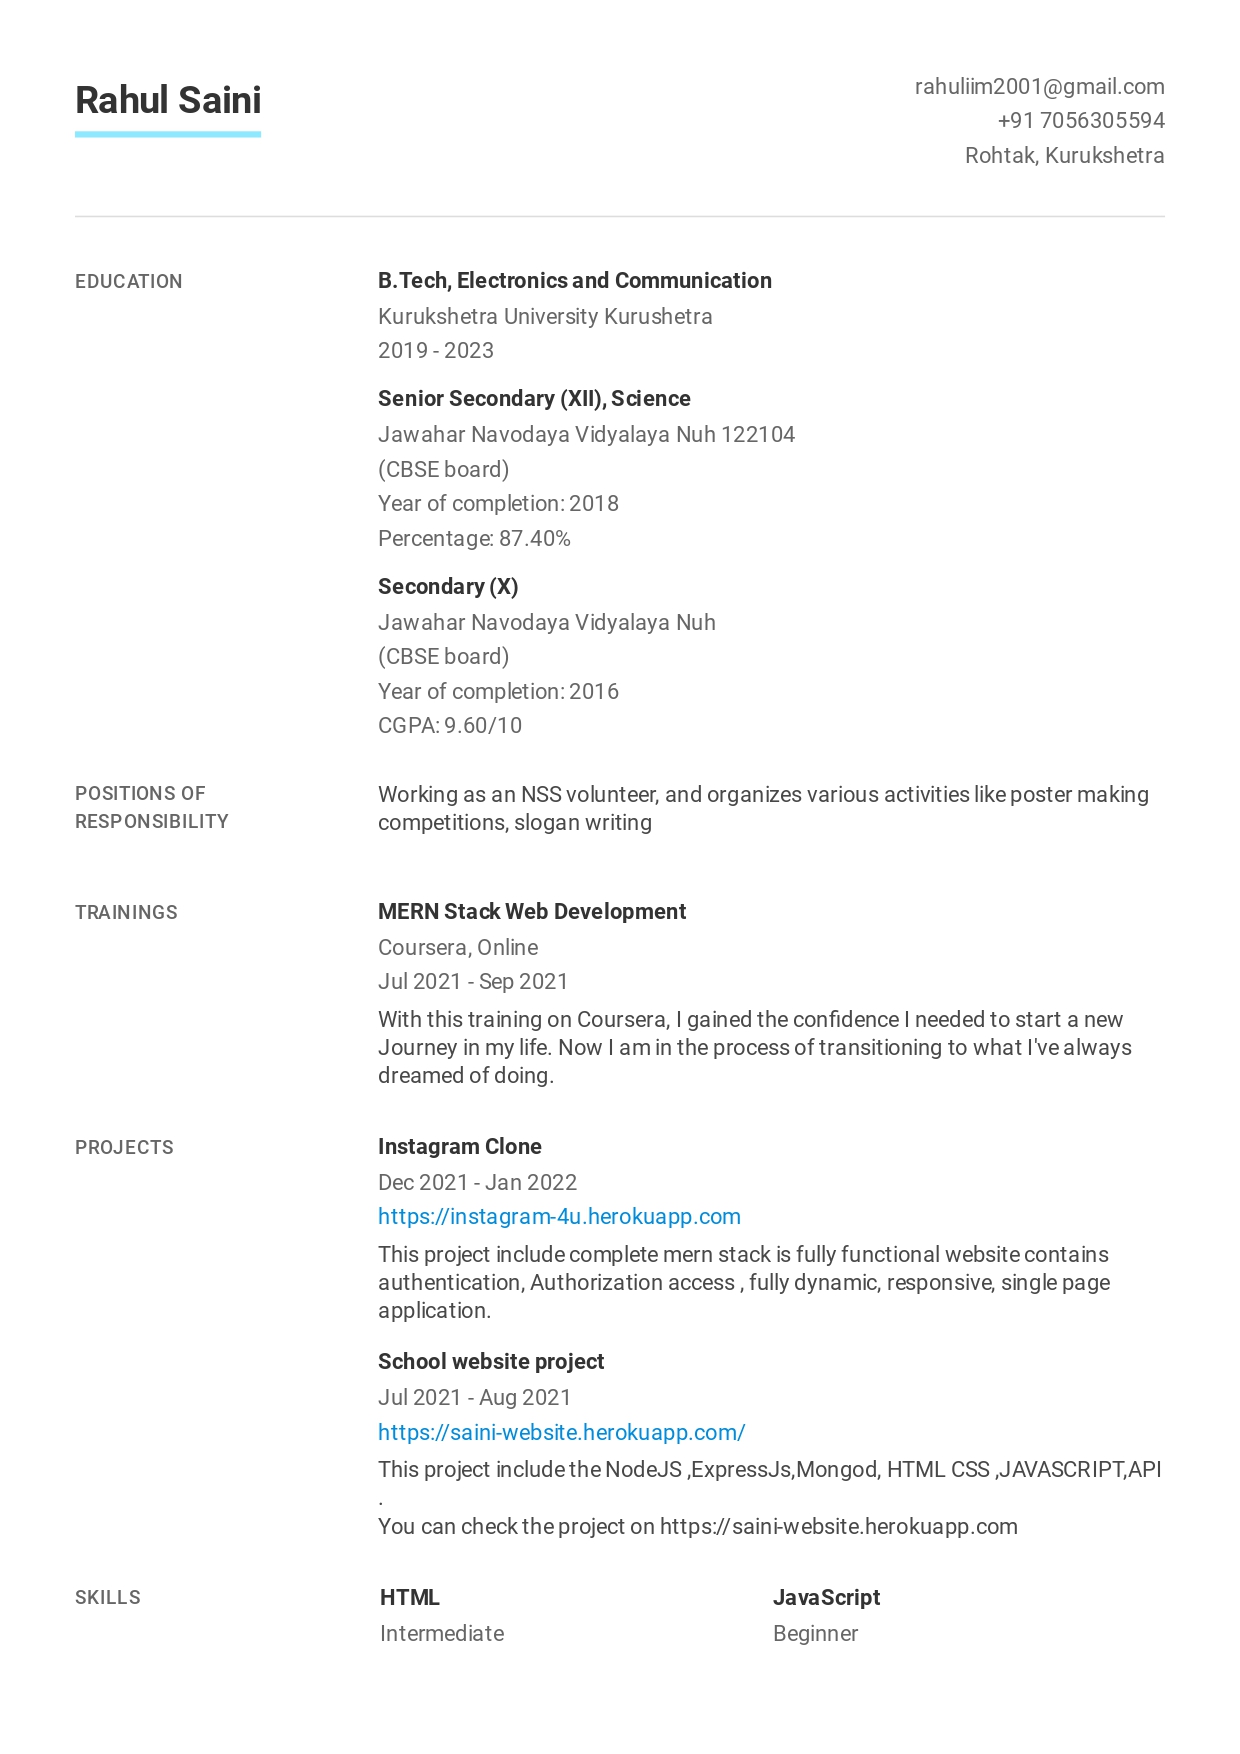 Rahul Saini
rahuliim2001@gmail.com
+91 7056305594
Rohtak, Kurukshetra
EDUCATION
B.Tech, Electronics and Communication
Kurukshetra University Kurushetra
2019 - 2023
Senior Secondary (XII), Science
Jawahar Navodaya Vidyalaya Nuh 122104
(CBSE board)
Year of completion: 2018
Percentage: 87.40%
Secondary (X)
Jawahar Navodaya Vidyalaya Nuh
(CBSE board)
Year of completion: 2016
CGPA: 9.60/10
POSITIONS OF
RESPONSIBILITY
Working as an NSS volunteer, and organizes various activities like poster making
competitions, slogan writing
TRAININGS
MERN Stack Web Development
Coursera, Online
Jul 2021 - Sep 2021
With this training on Coursera, I gained the confidence I needed to start a new
Journey in my life. Now I am in the process of transitioning to what I've always
dreamed of doing.
PROJECTS
Instagram Clone
Dec 2021 - Jan 2022
https://instagram-4u.herokuapp.com
This project include complete mern stack is fully functional website contains
authentication, Authorization access , fully dynamic, responsive, single page
application.
School website project
Jul 2021 - Aug 2021
https://saini-website.herokuapp.com/
This project include the NodeJS ,ExpressJs,Mongod, HTML CSS ,JAVASCRIPT,API
.
You can check the project on https://saini-website.herokuapp.com
SKILLS
HTML
Intermediate
JavaScript
Beginner